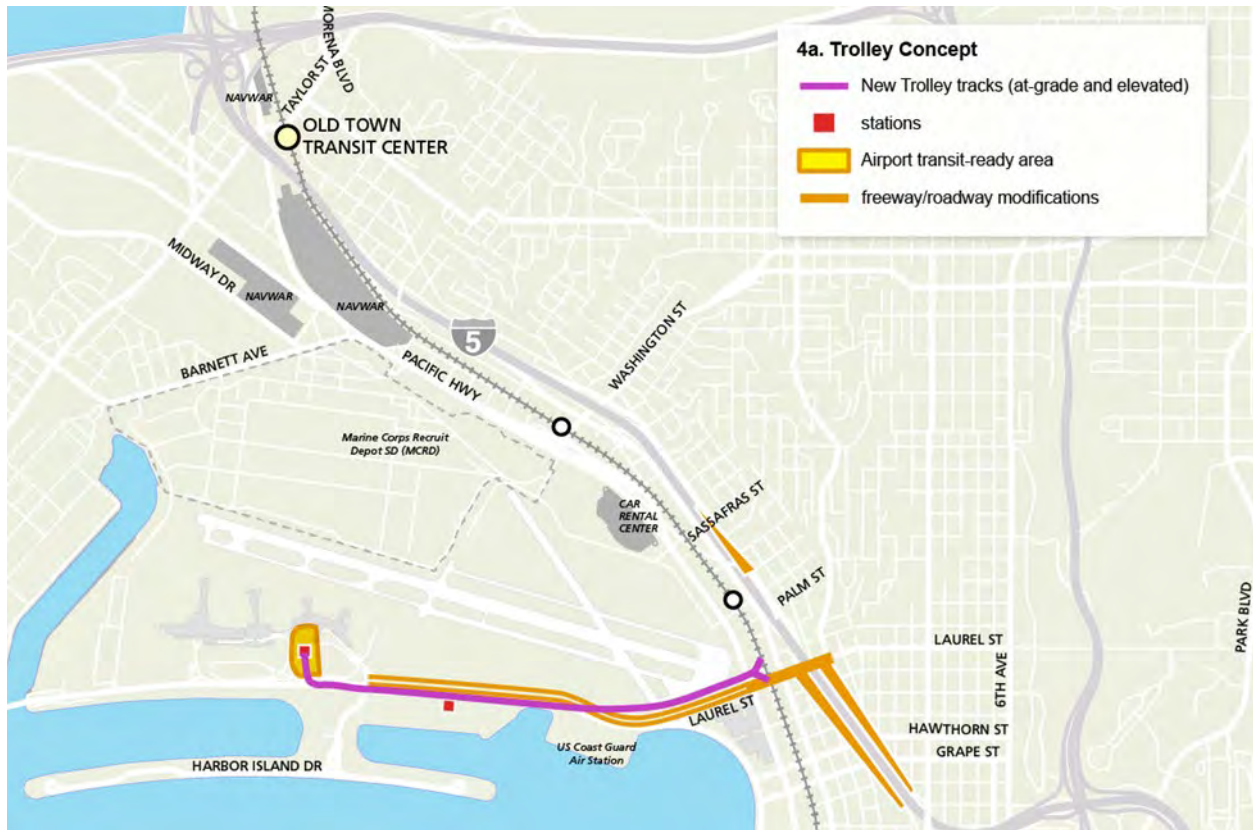 4a. Trolley Concept
New Trolley tracks (at-grade and elevated)
stations
Airport transit-ready area
freeway/roadway modifications
MORENA BLVD
TAYLOR ST
NAVWAR
OLD TOWN
TRANSIT CENTER
MIDWAY DR
NAVWAR
NAVWAR
5
WASHINGTON ST
BARNETT AVE
PACIFIC HWY
Marine Corps Recruit
Depot SD (MCRD)
CAR
RENTAL
CENTER
SASSAFRAS ST
PALM ST
LAUREL ST
PARK BLVD
6TH AVE
LAUREL ST
HAWTHORN ST
GRAPE ST
US Coast Guard
Air Station
HARBOR ISLAND DR